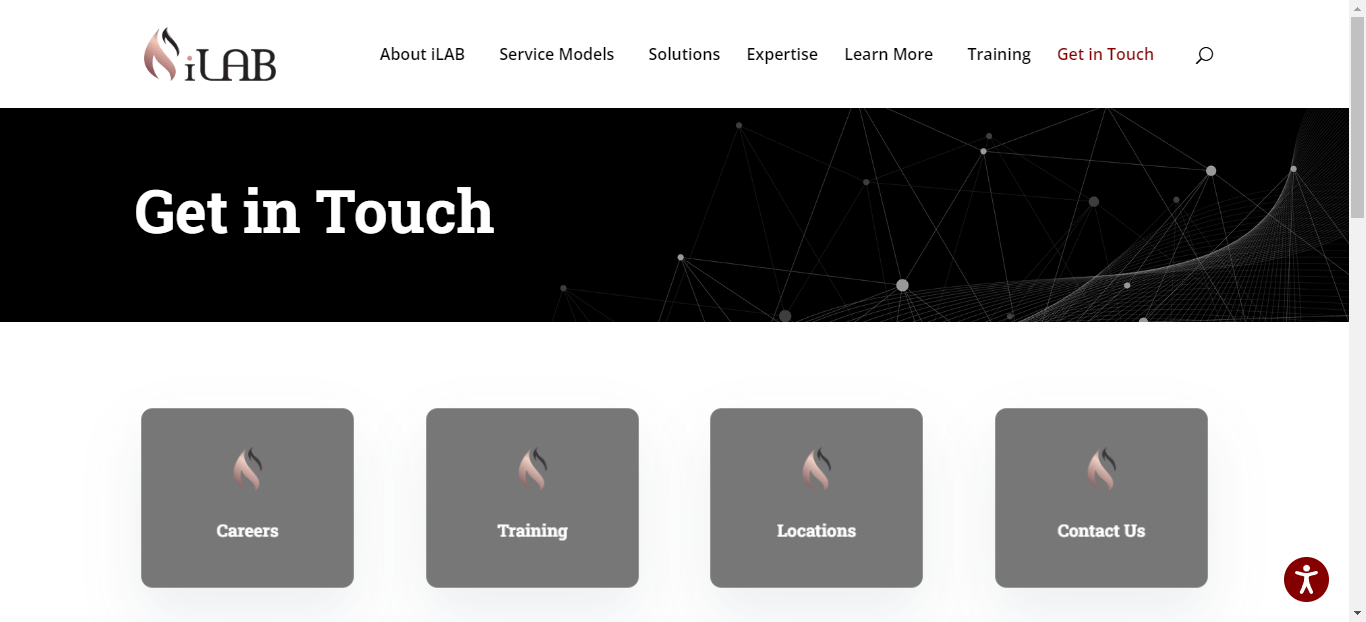 iLAB
About iLAB Service Models Solutions Expertise Learn More Training Get in Touch
Get in Touch
Careers Training Locations Contact Us